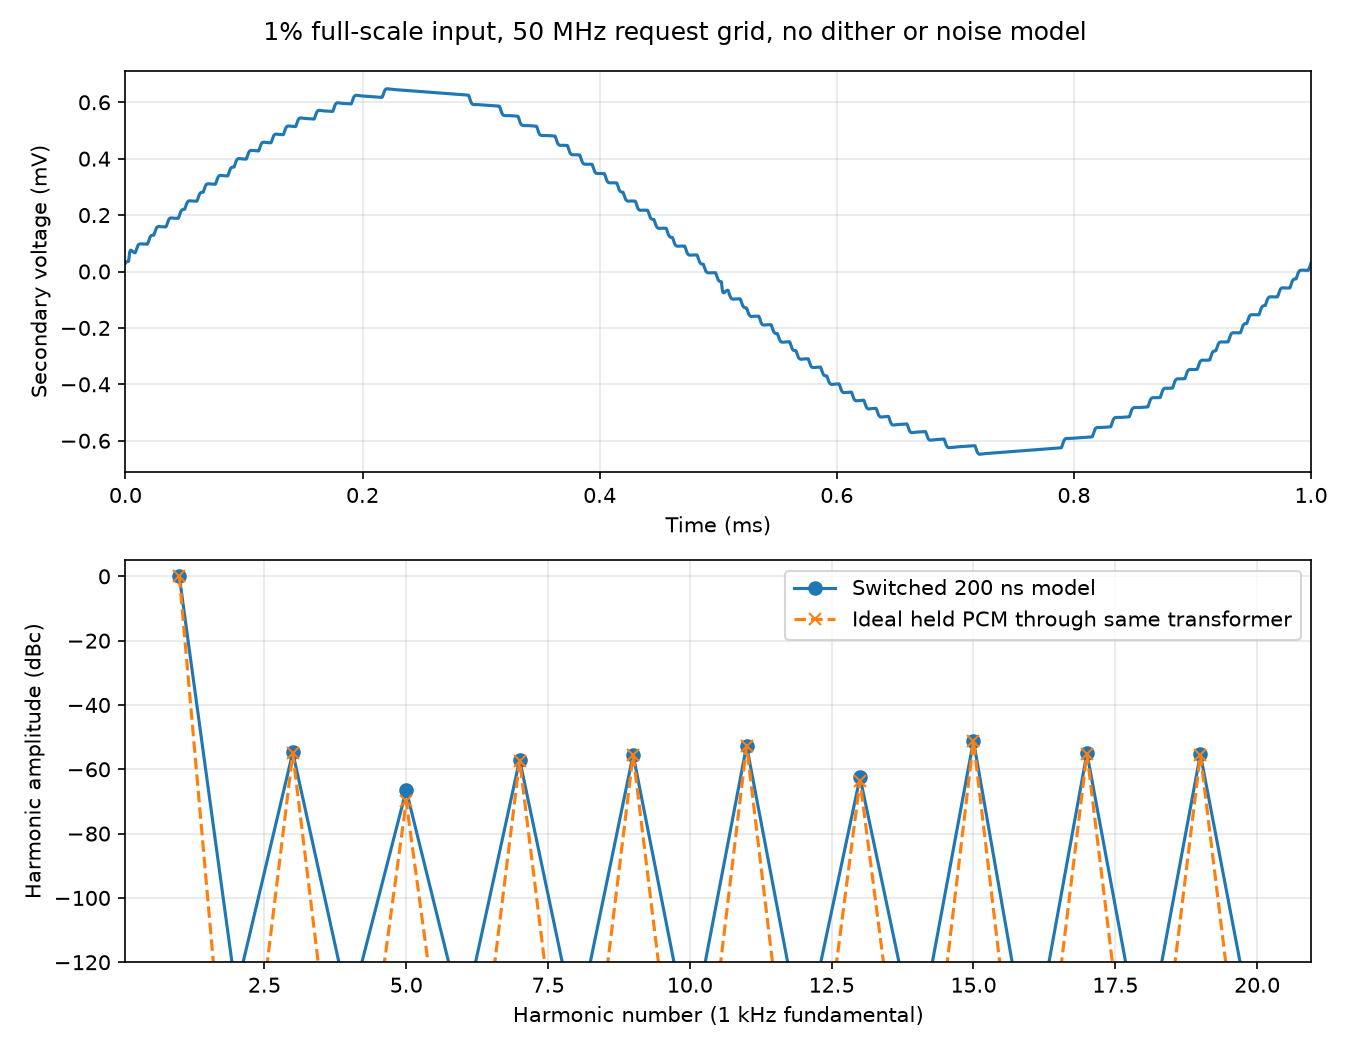 1% full-scale input, 50 MHz request grid, no dither or noise model
Secondary voltage (mV)
0.6
0.4
0.2
0.0
−0.2
−0.4
−0.6
0.0 0.2 0.4 0.6 0.8 1.0
Time (ms)
Harmonic amplitude (dBc)
0
−20
−40
−60
−80
−100
−120
Switched 200 ns model
Ideal held PCM through same transformer
2.5 5.0 7.5 10.0 12.5 15.0 17.5 20.0
Harmonic number (1 kHz fundamental)